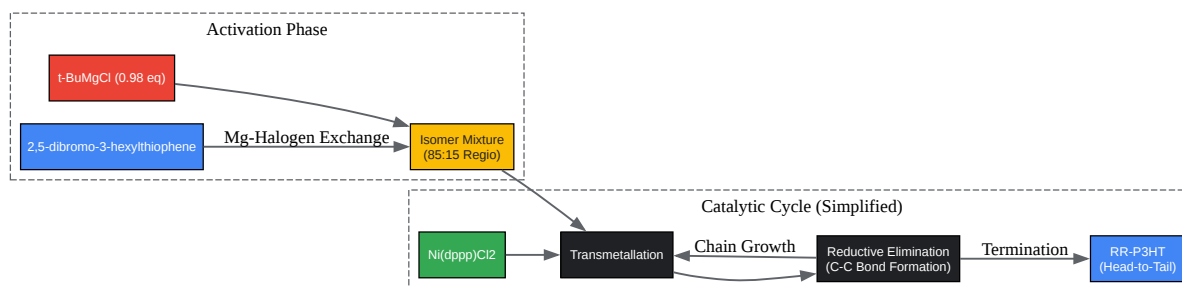 Activation Phase
t-BuMgCl (0.98 eq)
2,5-dibromo-3-hexylthiophene
Mg-Halogen Exchange
Isomer Mixture
(85:15 Regio)
Catalytic Cycle (Simplified)
Ni(dppp)Cl2
Transmetallation
Chain Growth
Reductive Elimination
(C-C Bond Formation)
Termination
RR-P3HT
(Head-to-Tail)